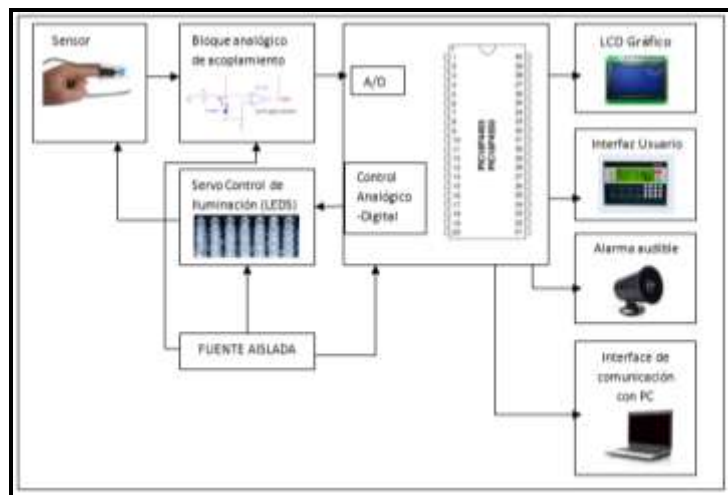 Sensor
Bloque analógico
de acoplamiento
A/D
LCD Gráfico
Interfaz Usuario
Servo Control de
Iluminación (LEDS)
Control
Analógico
-Digital
Alarma audible
FUENTE AISLADA
Interface de
comunicación
con PC